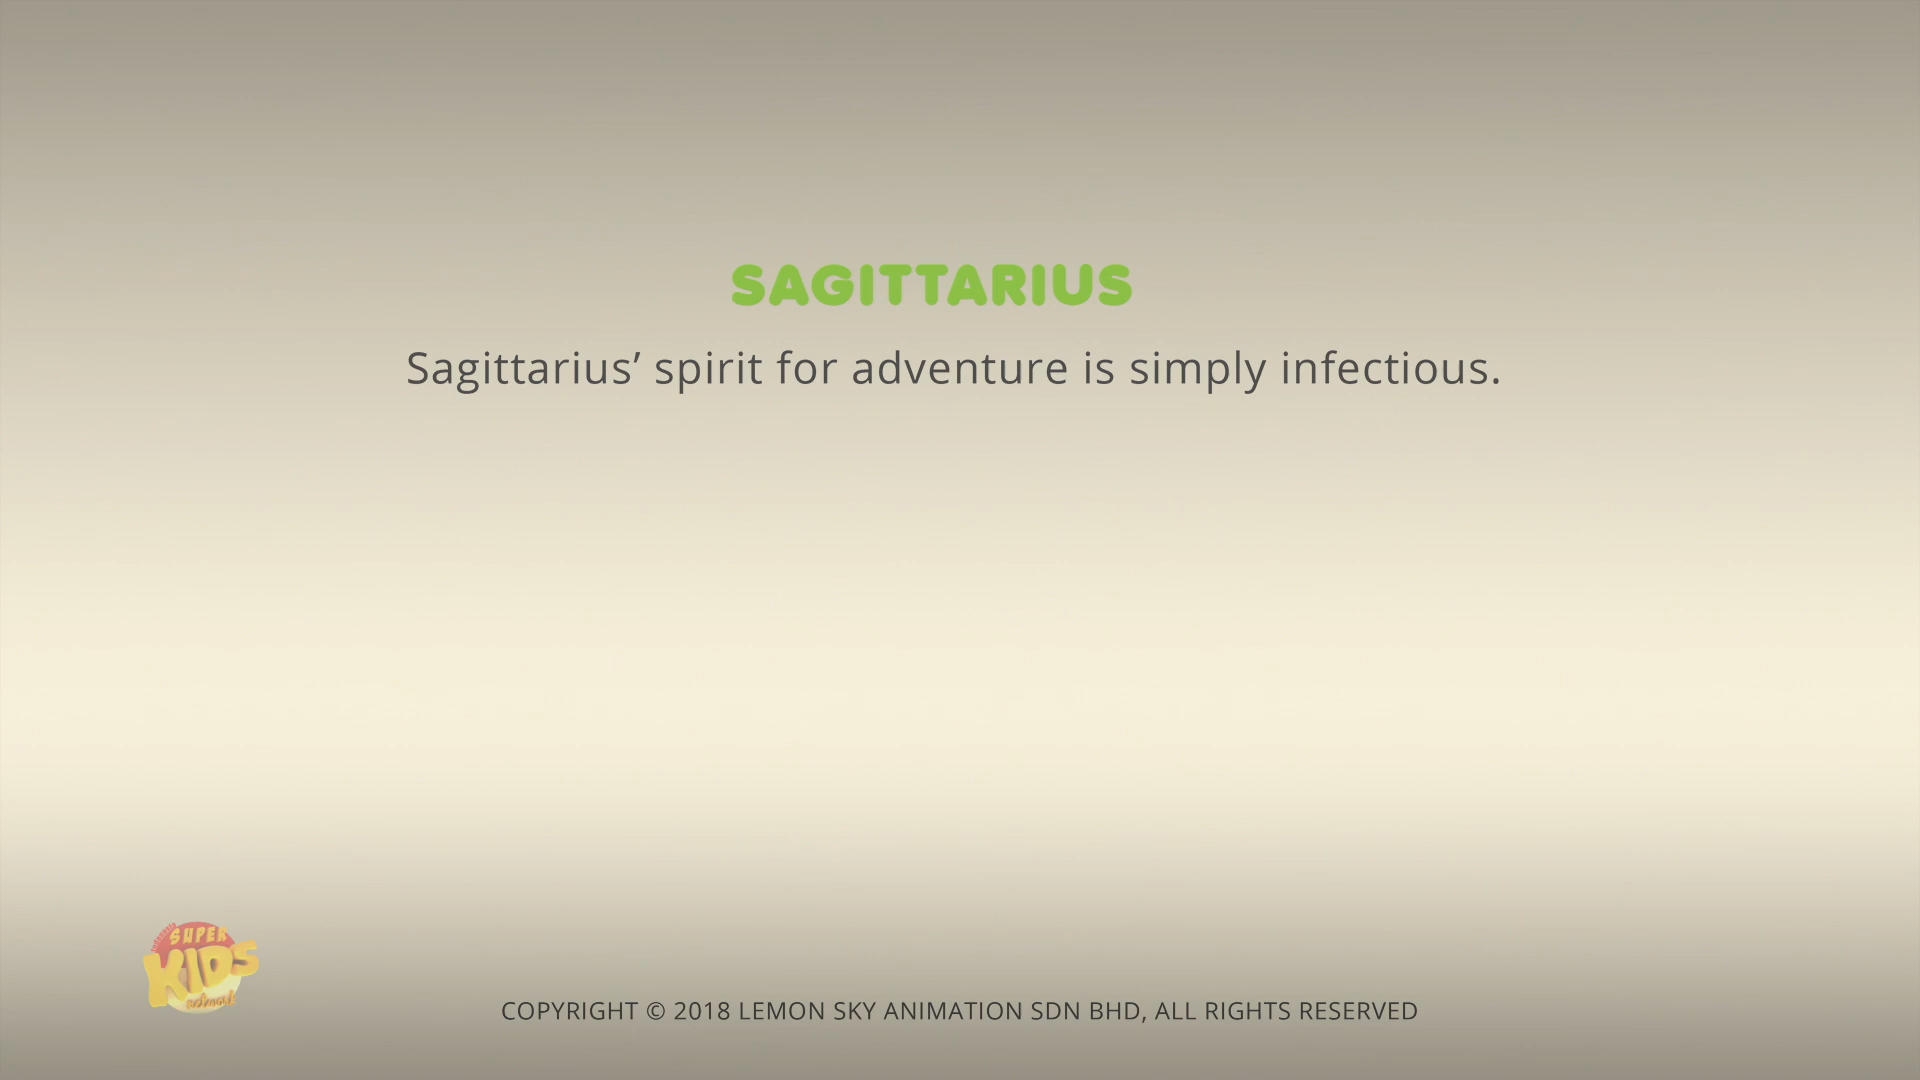 SAGITTARIUS
Sagittarius’ spirit for adventure is simply infectious.
SUPER
KIDS
network
COPYRIGHT © 2018 LEMON SKY ANIMATION SDN BHD, ALL RIGHTS RESERVED